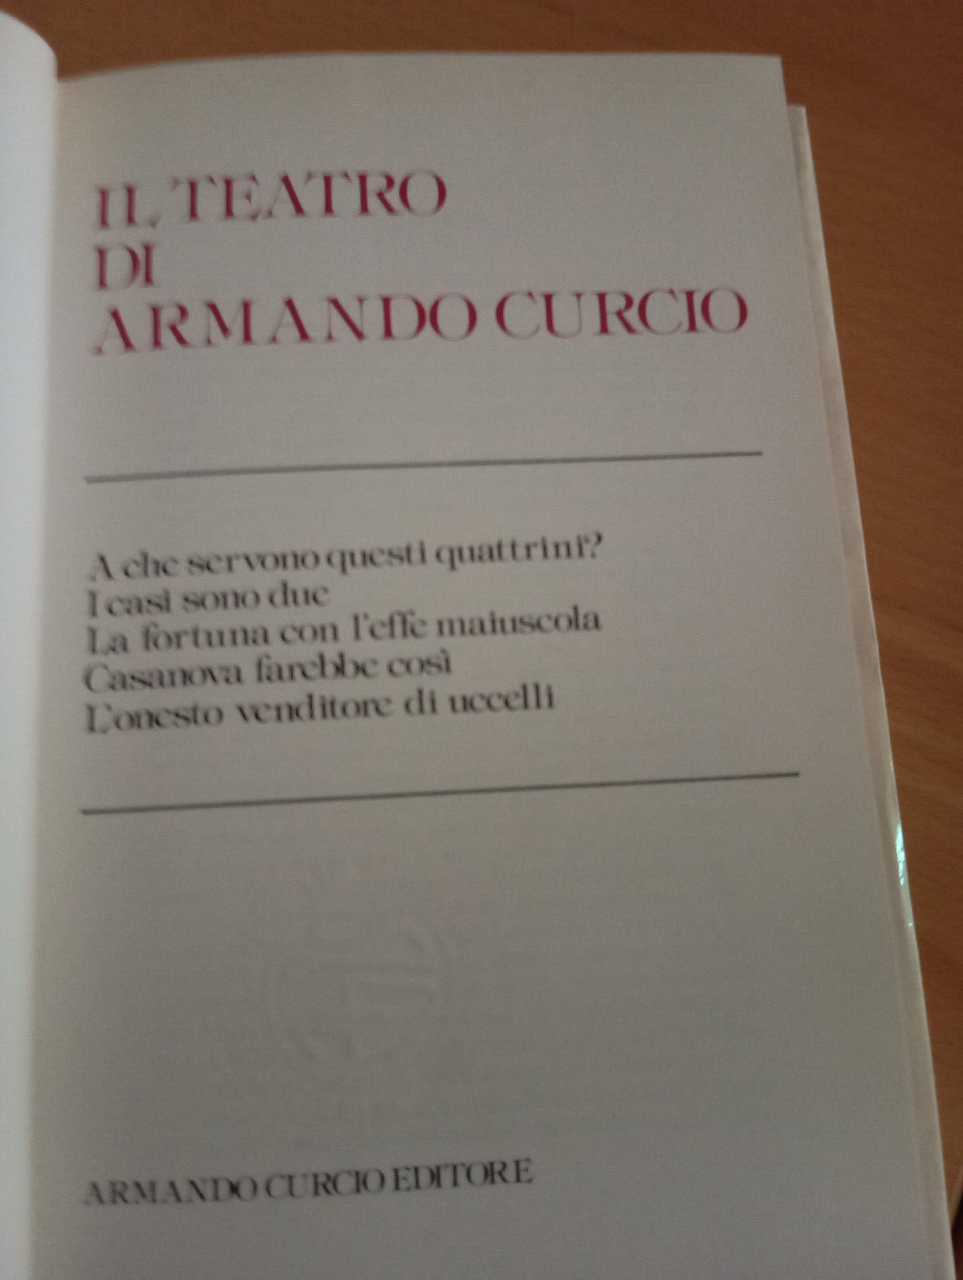 IL TEATRO
DI
ARMANDO CURCIO
A che servono questi quattrini?
I casi sono due
La fortuna con l'effe maiuscola
Casanova farebbe così
L'onesto venditore di uccelli
ARMANDO CURCIO EDITORE